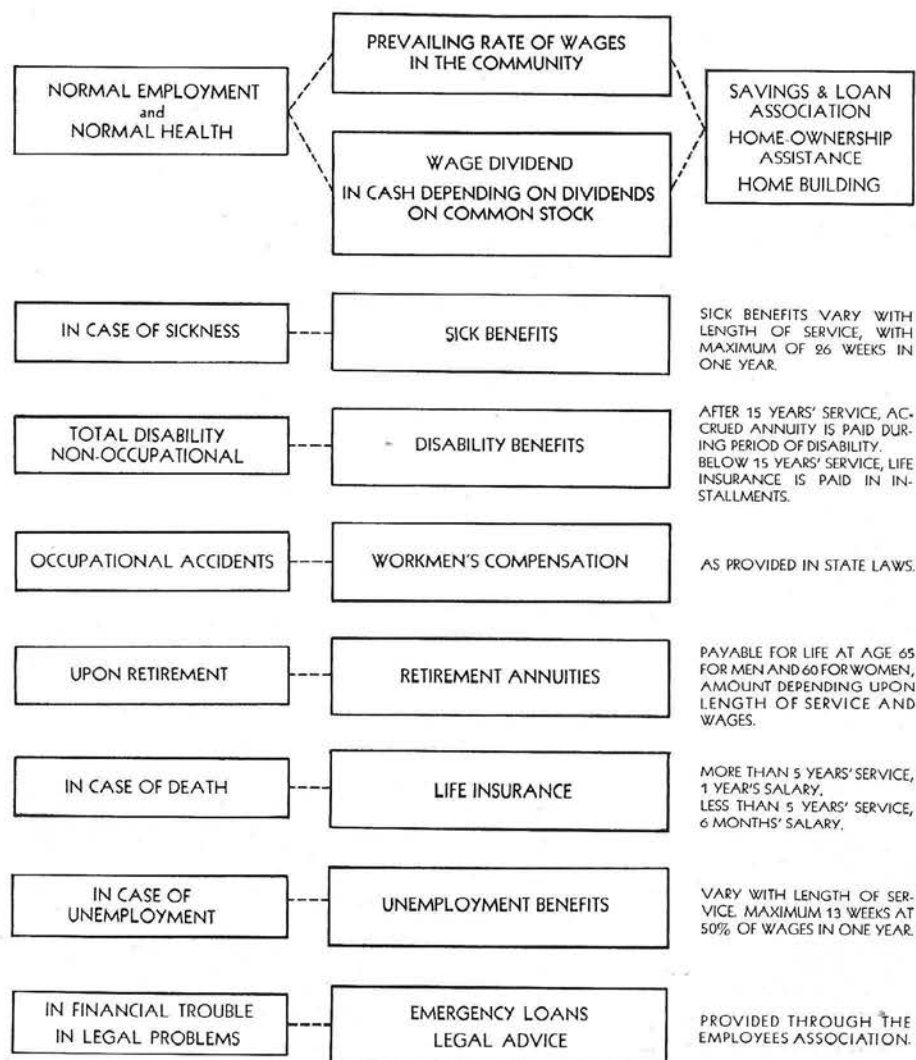 NORMAL EMPLOYMENT
and
NORMAL HEALTH
PREVAILING RATE OF WAGES
IN THE COMMUNITY
WAGE DIVIDEND
IN CASH DEPENDING ON DIVIDENDS
ON COMMON STOCK
SAVINGS & LOAN
ASSOCIATION
HOME-OWNERSHIP
ASSISTANCE
HOME BUILDING
IN CASE OF SICKNESS
SICK BENEFITS
SICK BENEFITS VARY WITH
LENGTH OF SERVICE, WITH
MAXIMUM OF 26 WEEKS IN
ONE YEAR.
TOTAL DISABILITY
NON-OCCUPATIONAL
DISABILITY BENEFITS
AFTER 15 YEARS' SERVICE, AC-
CRUED ANNUITY IS PAID DUR-
ING PERIOD OF DISABILITY.
BELOW 15 YEARS' SERVICE, LIFE
INSURANCE IS PAID IN IN-
STALLMENTS.
OCCUPATIONAL ACCIDENTS
WORKMEN'S COMPENSATION
AS PROVIDED IN STATE LAWS.
UPON RETIREMENT
RETIREMENT ANNUITIES
PAYABLE FOR LIFE AT AGE 65
FOR MEN AND 60 FOR WOMEN,
AMOUNT DEPENDING UPON
LENGTH OF SERVICE AND
WAGES.
IN CASE OF DEATH
LIFE INSURANCE
MORE THAN 5 YEARS' SERVICE,
1 YEAR'S SALARY.
LESS THAN 5 YEARS' SERVICE,
6 MONTHS' SALARY.
IN CASE OF
UNEMPLOYMENT
UNEMPLOYMENT BENEFITS
VARY WITH LENGTH OF SER-
VICE. MAXIMUM 13 WEEKS AT
50% OF WAGES IN ONE YEAR.
IN FINANCIAL TROUBLE
IN LEGAL PROBLEMS
EMERGENCY LOANS
LEGAL ADVICE
PROVIDED THROUGH THE
EMPLOYEES ASSOCIATION.